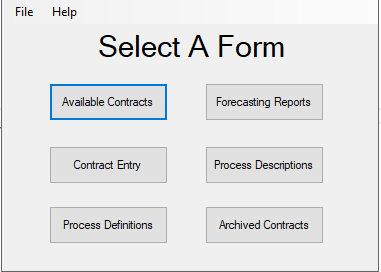 File Help
Select A Form
Available Contracts Forecasting Reports
Contract Entry Process Descriptions
Process Definitions Archived Contracts